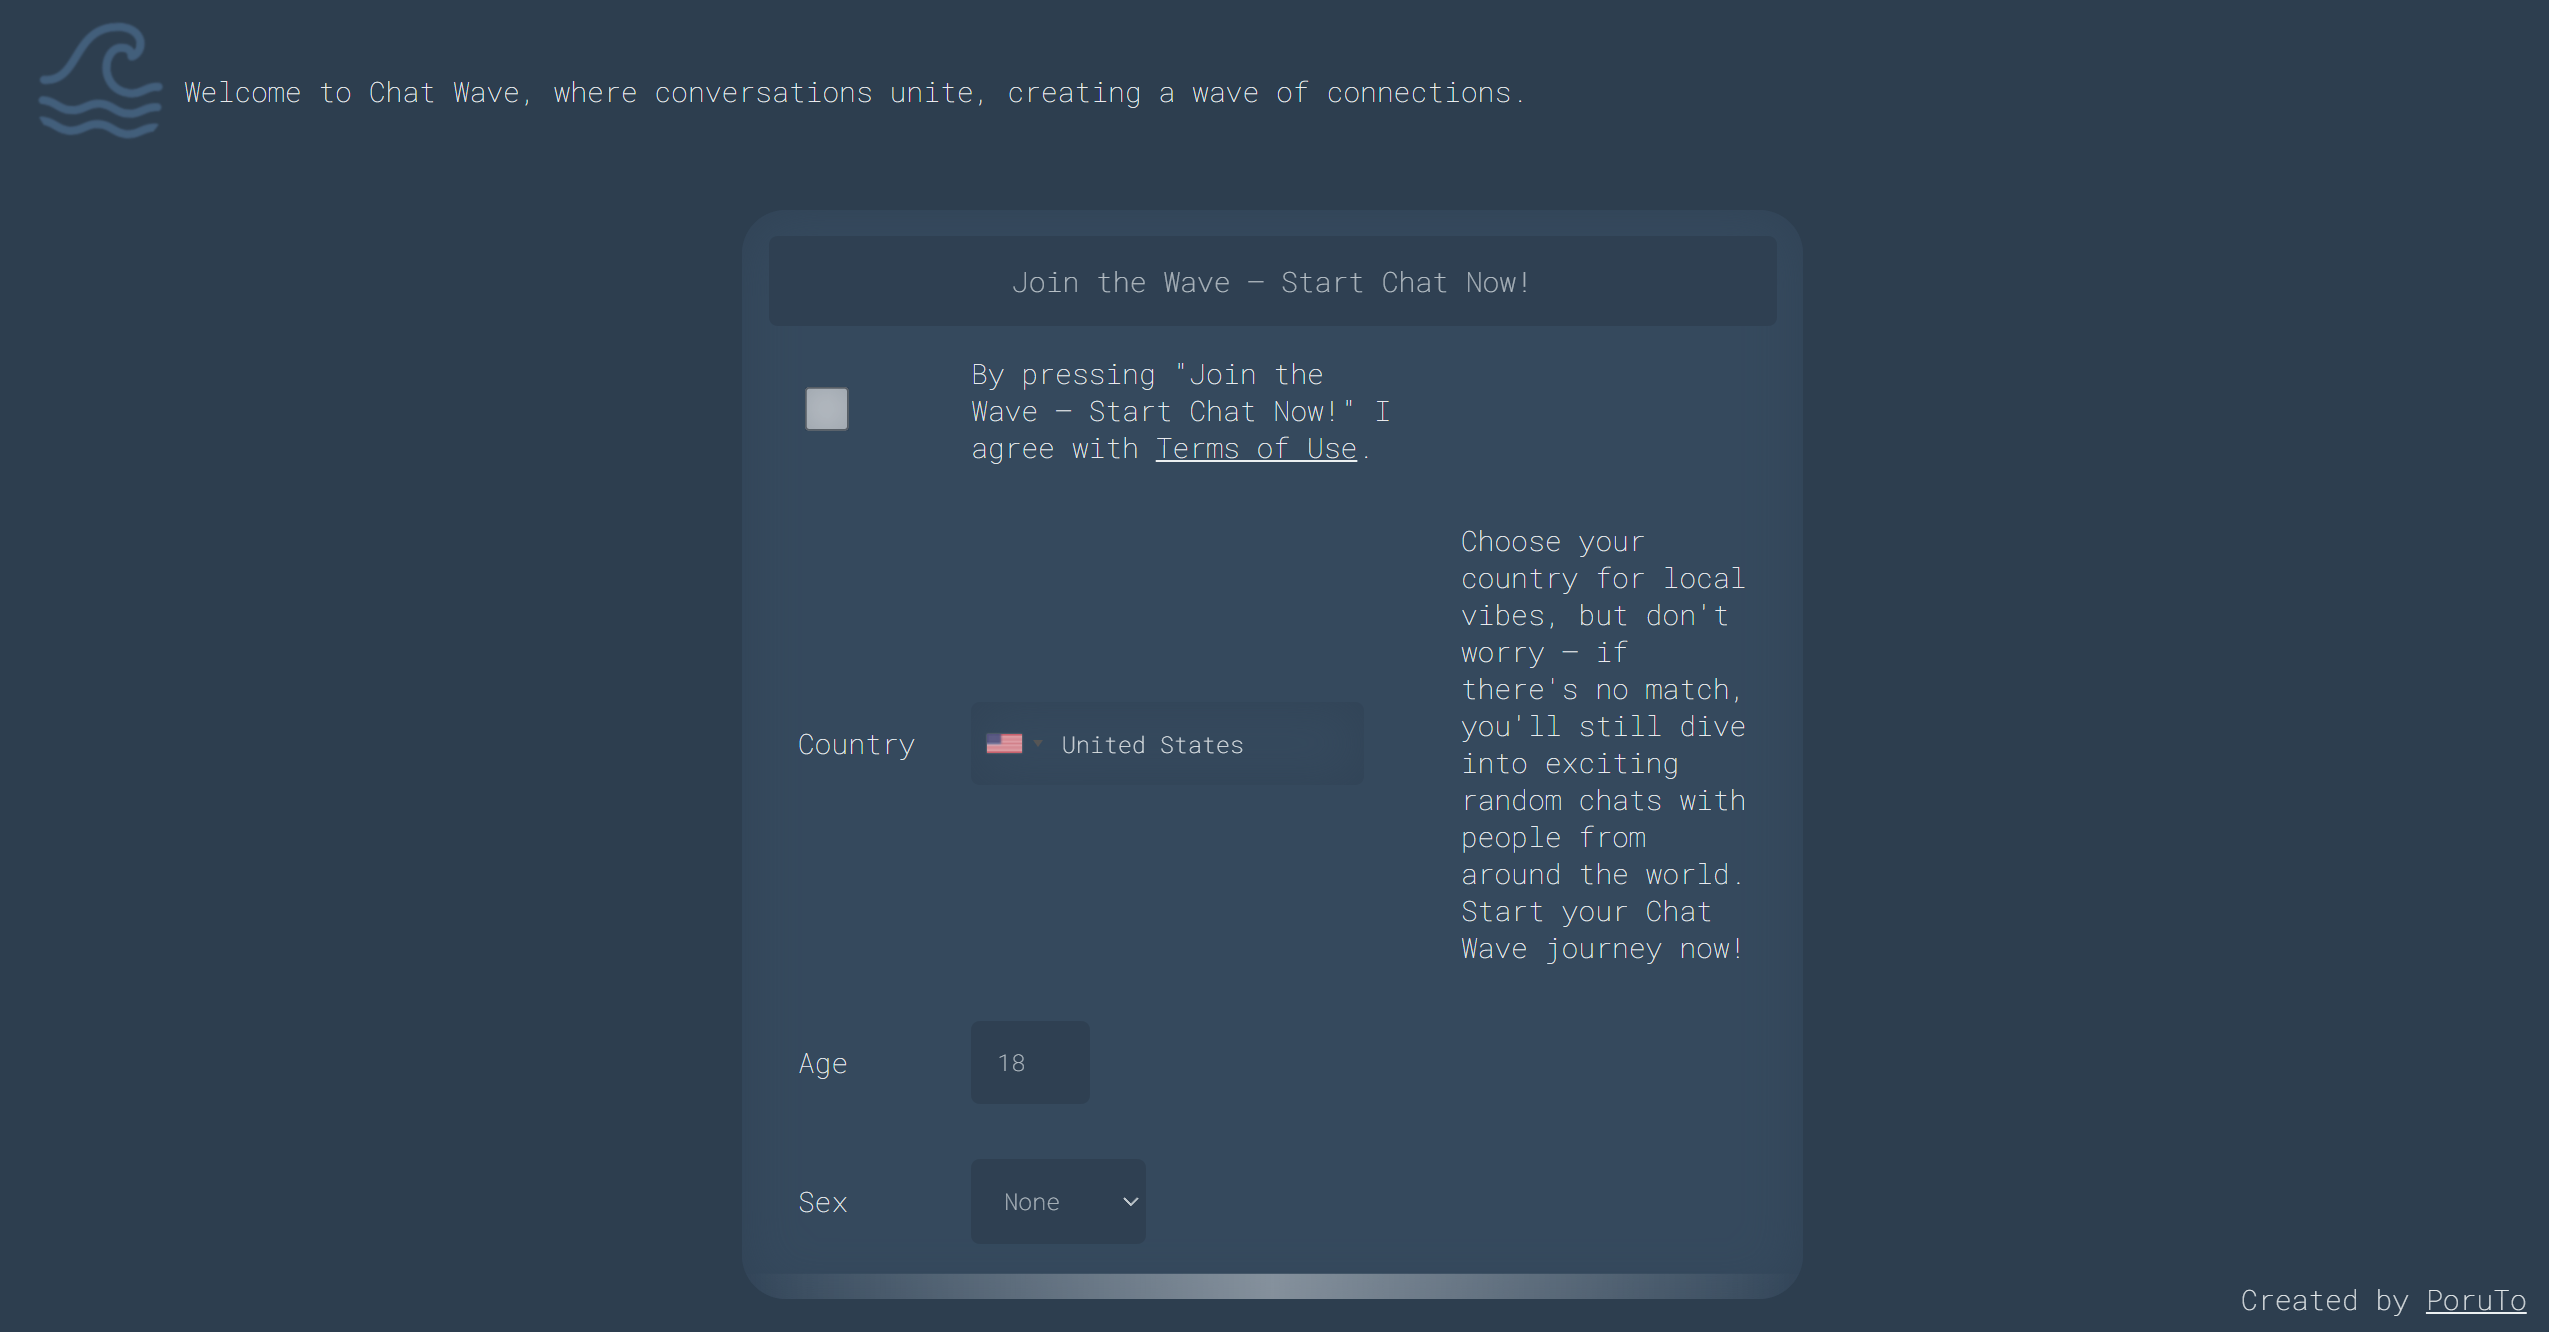 Welcome to Chat Wave, where conversations unite, creating a wave of connections.
Join the Wave – Start Chat Now!
By pressing "Join the
Wave – Start Chat Now!" I
agree with Terms of Use.
Country
United States
Choose your
country for local
vibes, but don't
worry – if
there's no match,
you'll still dive
into exciting
random chats with
people from
around the world.
Start your Chat
Wave journey now!
Age
18
Sex
None
Created by PoruTo